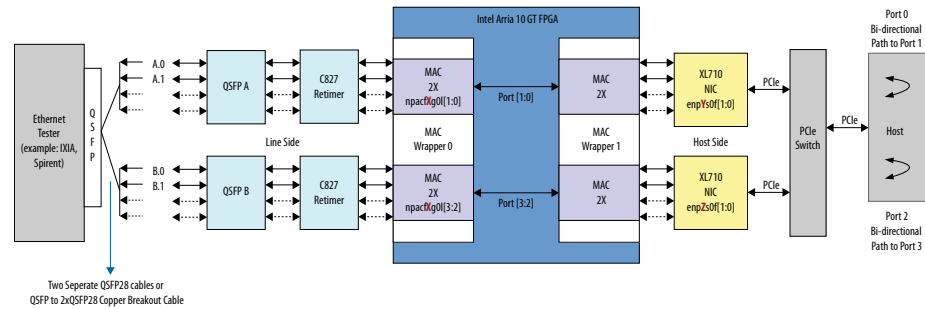 Intel Arria 10 GT FPGA
Port 0
Bi-directional
Path to Port 1
Ethernet
Tester
(example: IXIA,
Spirent)
Q
S
F
P
A.0
A.1
QSFP A
C827
Retimer
MAC
2X
npacfXg0l[1:0]
Port [1:0]
MAC
2X
XL710
NIC
enpYs0f[1:0]
PCIe
Line Side
MAC
Wrapper 0
MAC
Wrapper 1
Host Side
PCIe
Switch
PCIe
Host
B.0
B.1
QSFP B
C827
Retimer
MAC
2X
npacfXg0l[3:2]
Port [3:2]
MAC
2X
XL710
NIC
enpZs0f[1:0]
PCIe
Port 2
Bi-directional
Path to Port 3
Two Seperate QSFP28 cables or
QSFP to 2xQSFP28 Copper Breakout Cable